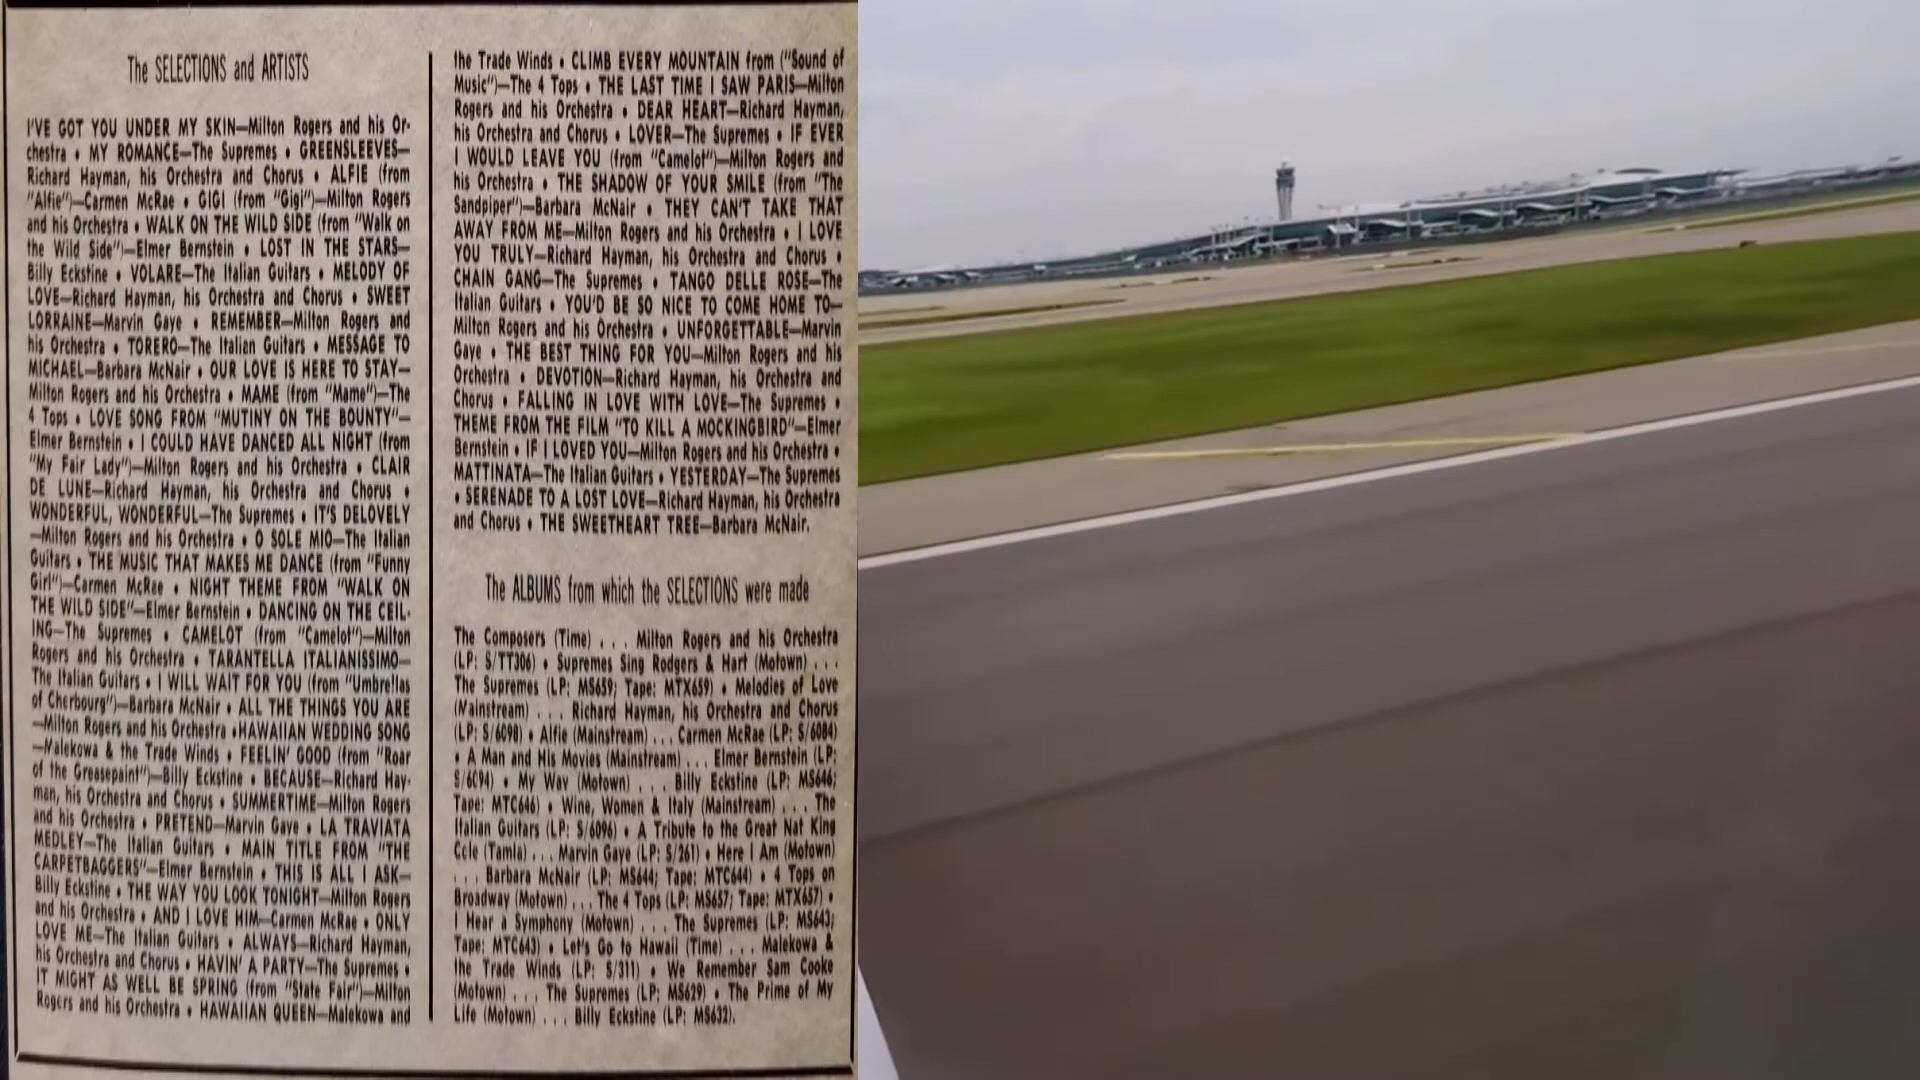 The SELECTIONS and ARTISTS
I'VE GOT YOU UNDER MY SKIN—Milton Rogers and his Or-
chestra • MY ROMANCE—The Supremes • GREENSLEEVES—
Richard Hayman, his Orchestra and Chorus • ALFIE (from
"Alfie")—Carmen McRae • GIGI (from "Gigi")—Milton Rogers
and his Orchestra • WALK ON THE WILD SIDE (from "Walk on
the Wild Side")—Elmer Bernstein • LOST IN THE STARS—
Billy Eckstine • VOLARE—The Italian Guitars • MELODY OF
LOVE—Richard Hayman, his Orchestra and Chorus • SWEET
LORRAINE—Marvin Gaye • REMEMBER—Milton Rogers and
his Orchestra • TORERO—The Italian Guitars • MESSAGE TO
MICHAEL—Barbara McNair • OUR LOVE IS HERE TO STAY—
Milton Rogers and his Orchestra • MAME (from "Mame")—The
4 Tops • LOVE SONG FROM "MUTINY ON THE BOUNTY"—
Elmer Bernstein • I COULD HAVE DANCED ALL NIGHT (from
"My Fair Lady")—Milton Rogers and his Orchestra • CLAIR
DE LUNE—Richard Hayman, his Orchestra and Chorus •
WONDERFUL, WONDERFUL—The Supremes • IT'S DELOVELY
—Milton Rogers and his Orchestra • O SOLE MIO—The Italian
Guitars • THE MUSIC THAT MAKES ME DANCE (from "Funny
Girl")—Carmen McRae • NIGHT THEME FROM "WALK ON
THE WILD SIDE"—Elmer Bernstein • DANCING ON THE CEIL-
ING—The Supremes • CAMELOT (from "Camelot")—Milton
Rogers and his Orchestra • TARANTELLA ITALIANISSIMO—
The Italian Guitars • I WILL WAIT FOR YOU (from "Umbrellas
of Cherbourg")—Barbara McNair • ALL THE THINGS YOU ARE
—Milton Rogers and his Orchestra •HAWAIIAN WEDDING SONG
—Malekowa & the Trade Winds • FEELIN' GOOD (from "Roar
of the Greasepaint")—Billy Eckstine • BECAUSE—Richard Hay-
man, his Orchestra and Chorus • SUMMERTIME—Milton Rogers
and his Orchestra • PRETEND—Marvin Gaye • LA TRAVIATA
MEDLEY—The Italian Guitars • MAIN TITLE FROM "THE
CARPETBAGGERS"—Elmer Bernstein • THIS IS ALL I ASK—
Billy Eckstine • THE WAY YOU LOOK TONIGHT—Milton Rogers
and his Orchestra • AND I LOVE HIM—Carmen McRae • ONLY
LOVE ME—The Italian Guitars • ALWAYS—Richard Hayman,
his Orchestra and Chorus • HAVIN' A PARTY—The Supremes •
IT MIGHT AS WELL BE SPRING (from "State Fair")—Milton
Rogers and his Orchestra • HAWAIIAN QUEEN—Malekowa and
the Trade Winds • CLIMB EVERY MOUNTAIN from ("Sound of
Music")—The 4 Tops • THE LAST TIME I SAW PARIS—Milton
Rogers and his Orchestra • DEAR HEART—Richard Hayman,
his Orchestra and Chorus • LOVER—The Supremes • IF EVER
I WOULD LEAVE YOU (from "Camelot")—Milton Rogers and
his Orchestra • THE SHADOW OF YOUR SMILE (from "The
Sandpiper")—Barbara McNair • THEY CAN'T TAKE THAT
AWAY FROM ME—Milton Rogers and his Orchestra • I LOVE
YOU TRULY—Richard Hayman, his Orchestra and Chorus •
CHAIN GANG—The Supremes • TANGO DELLE ROSE—The
Italian Guitars • YOU'D BE SO NICE TO COME HOME TO—
Milton Rogers and his Orchestra • UNFORGETTABLE—Marvin
Gaye • THE BEST THING FOR YOU—Milton Rogers and his
Orchestra • DEVOTION—Richard Hayman, his Orchestra and
Chorus • FALLING IN LOVE WITH LOVE—The Supremes •
THEME FROM THE FILM "TO KILL A MOCKINGBIRD"—Elmer
Bernstein • IF I LOVED YOU—Milton Rogers and his Orchestra •
MATTINATA—The Italian Guitars • YESTERDAY—The Supremes
• SERENADE TO A LOST LOVE—Richard Hayman, his Orchestra
and Chorus • THE SWEETHEART TREE—Barbara McNair.
The ALBUMS from which the SELECTIONS were made
The Composers (Time) . . . Milton Rogers and his Orchestra
(LP: S/TT306) • Supremes Sing Rodgers & Hart (Motown) . . .
The Supremes (LP: MS659; Tape: MTX659) • Melodies of Love
(Mainstream) . . . Richard Hayman, his Orchestra and Chorus
(LP: S/6098) • Alfie (Mainstream) . . . Carmen McRae (LP: S/6084)
• A Man and His Movies (Mainstream) . . . Elmer Bernstein (LP:
S/6094) • My Way (Motown) . . . Billy Eckstine (LP: MS646;
Tape: MTC646) • Wine, Women & Italy (Mainstream) . . . The
Italian Guitars (LP: S/6096) • A Tribute to the Great Nat King
Cole (Tamla) . . . Marvin Gaye (LP: S/261) • Here I Am (Motown)
. . . Barbara McNair (LP: MS644; Tape: MTC644) • 4 Tops on
Broadway (Motown) . . . The 4 Tops (LP: MS657; Tape: MTX657) •
I Hear a Symphony (Motown) . . . The Supremes (LP: MS643;
Tape: MTC643) • Let's Go to Hawaii (Time) . . . Malekowa &
the Trade Winds (LP: S/311) • We Remember Sam Cooke
(Motown) . . . The Supremes (LP: MS629) • The Prime of My
Life (Motown) . . . Billy Eckstine (LP: MS632).